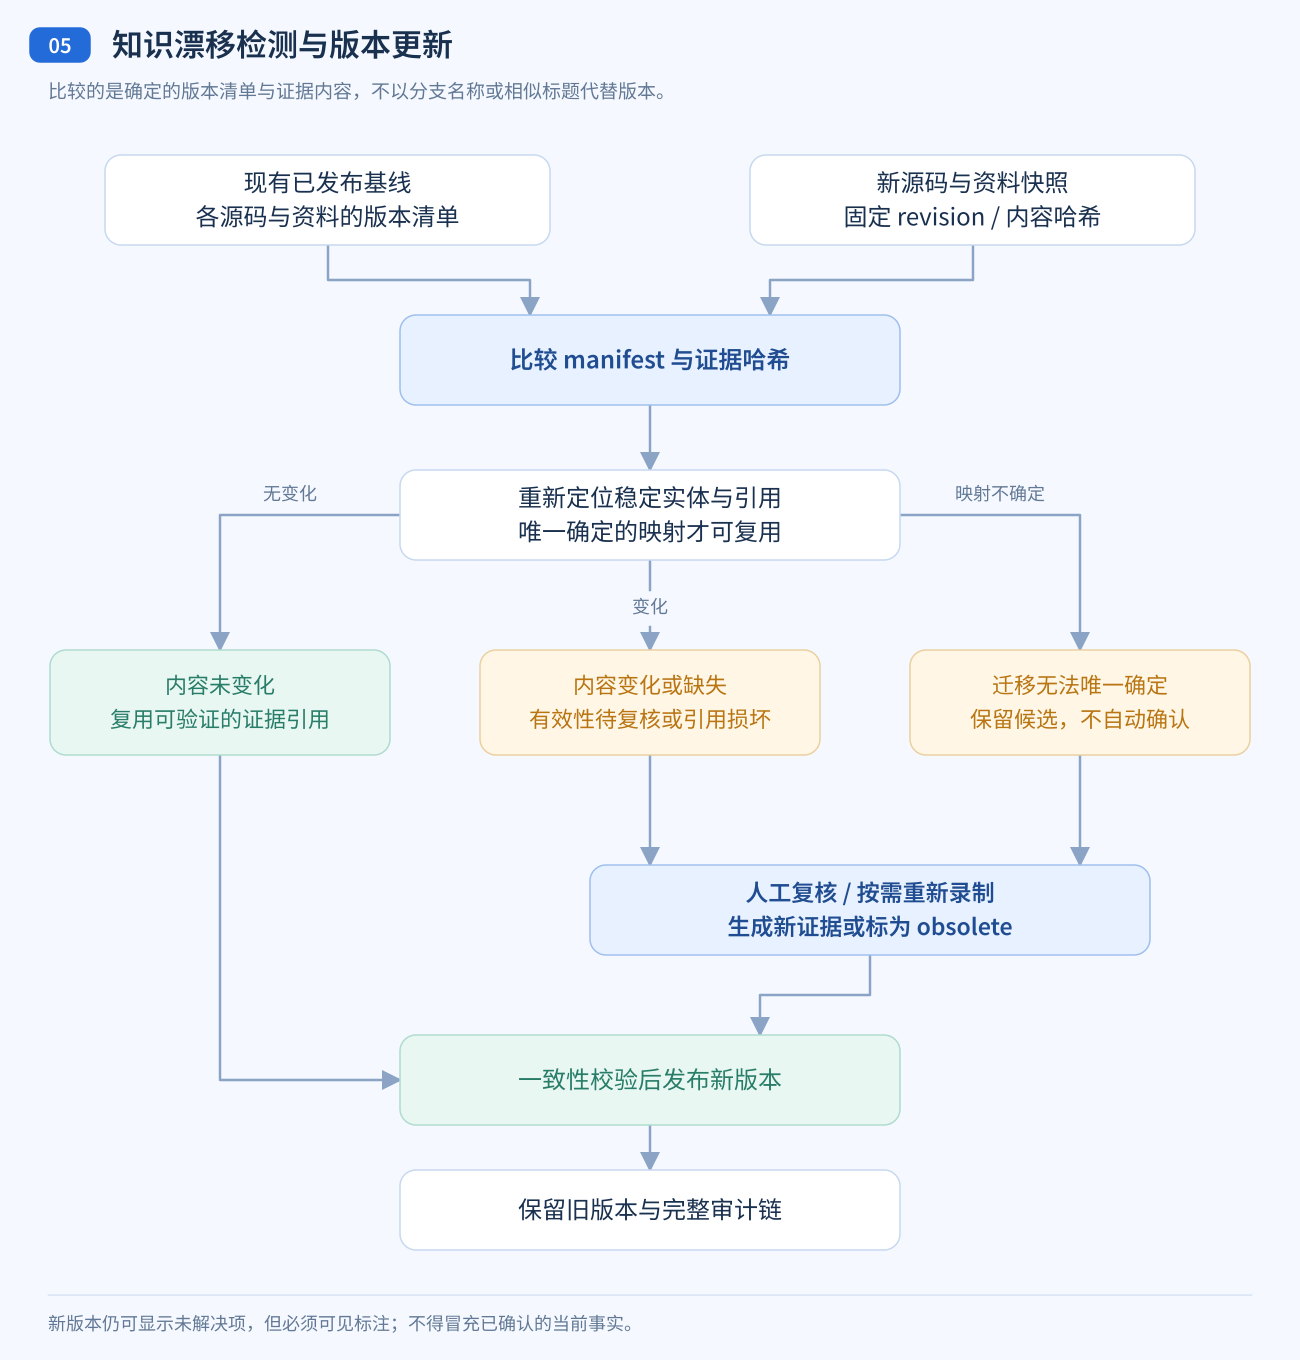 05
知识漂移检测与版本更新
比较的是确定的版本清单与证据内容，不以分支名称或相似标题代替版本。
现有已发布基线
各源码与资料的版本清单
新源码与资料快照
固定 revision / 内容哈希
比较 manifest 与证据哈希
重新定位稳定实体与引用
唯一确定的映射才可复用
无变化
映射不确定
变化
内容未变化
复用可验证的证据引用
内容变化或缺失
有效性待复核或引用损坏
迁移无法唯一确定
保留候选，不自动确认
人工复核 / 按需重新录制
生成新证据或标为 obsolete
一致性校验后发布新版本
保留旧版本与完整审计链
新版本仍可显示未解决项，但必须可见标注；不得冒充已确认的当前事实。